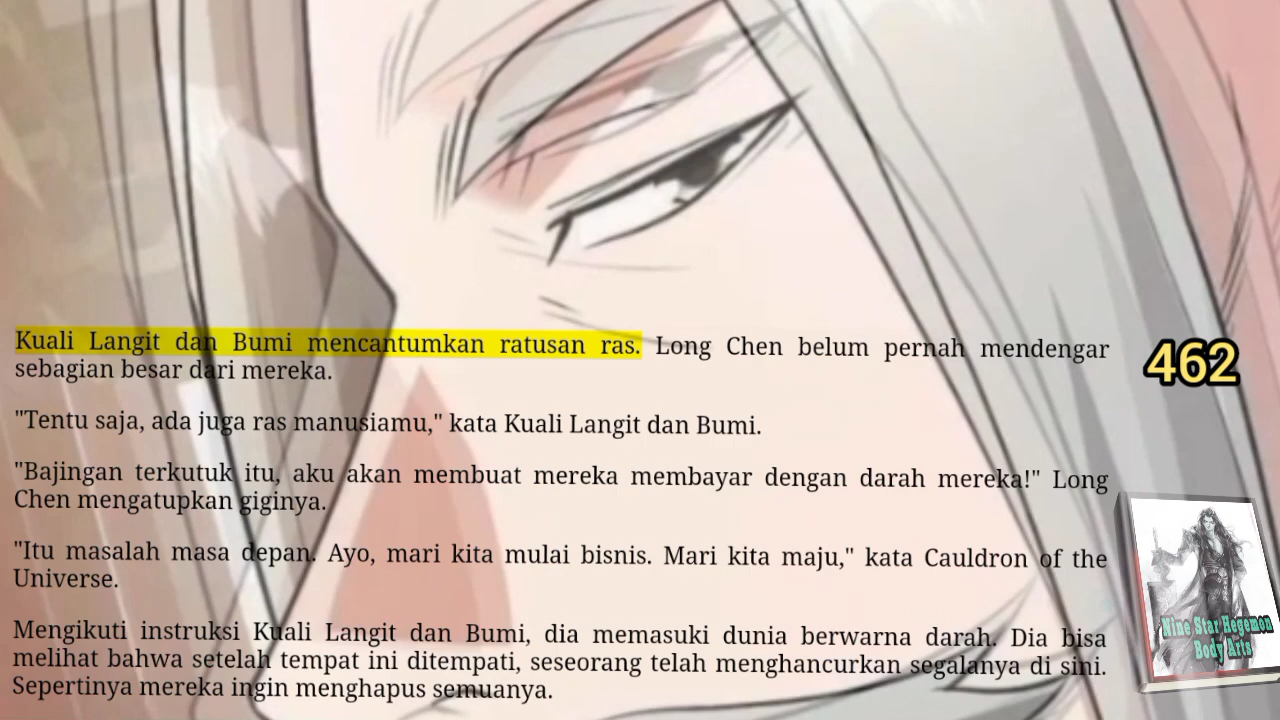 Kuali Langit dan Bumi mencantumkan ratusan ras. Long Chen belum pernah mendengar
sebagian besar dari mereka.
"Tentu saja, ada juga ras manusiamu," kata Kuali Langit dan Bumi.
"Bajingan terkutuk itu, aku akan membuat mereka membayar dengan darah mereka!" Long
Chen mengatupkan giginya.
"Itu masalah masa depan. Ayo, mari kita mulai bisnis. Mari kita maju," kata Cauldron of the
Universe.
Mengikuti instruksi Kuali Langit dan Bumi, dia memasuki dunia berwarna darah. Dia bisa
melihat bahwa setelah tempat ini ditempati, seseorang telah menghancurkan segalanya di sini.
Sepertinya mereka ingin menghapus semuanya.
462
Nine Star Hegemon
Body Arts